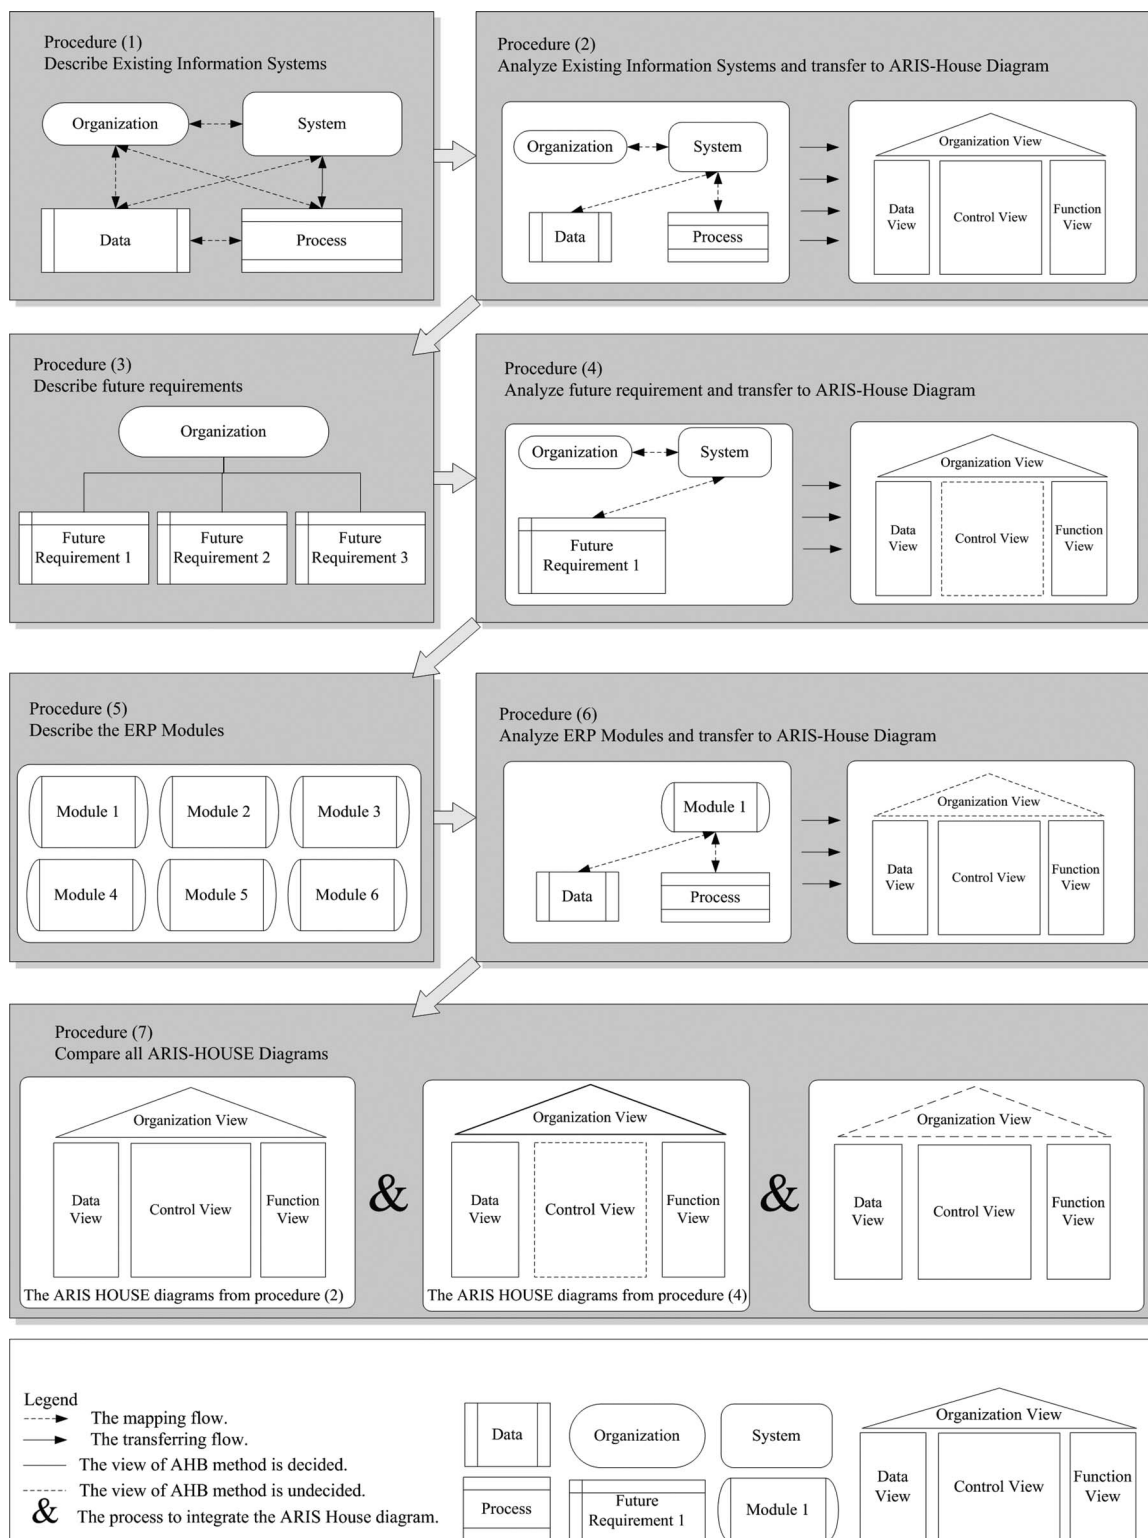 Procedure (1)
Describe Existing Information Systems
Organization
System
Data
Process
Procedure (2)
Analyze Existing Information Systems and transfer to ARIS-House Diagram
Organization
System
Data
Process
Organization View
Data
View
Control View
Function
View
Procedure (3)
Describe future requirements
Organization
Future
Requirement 1
Future
Requirement 2
Future
Requirement 3
Procedure (4)
Analyze future requirement and transfer to ARIS-House Diagram
Organization
System
Future
Requirement 1
Organization View
Data
View
Control View
Function
View
Procedure (5)
Describe the ERP Modules
Module 1
Module 2
Module 3
Module 4
Module 5
Module 6
Procedure (6)
Analyze ERP Modules and transfer to ARIS-House Diagram
Module 1
Data
Process
Organization View
Data
View
Control View
Function
View
Procedure (7)
Compare all ARIS-HOUSE Diagrams
Organization View
Data
View
Control View
Function
View
The ARIS HOUSE diagrams from procedure (2)
&
Organization View
Data
View
Control View
Function
View
The ARIS HOUSE diagrams from procedure (4)
&
Organization View
Data
View
Control View
Function
View
Legend
The mapping flow.
The transferring flow.
The view of AHB method is decided.
The view of AHB method is undecided.
& The process to integrate the ARIS House diagram.
Data
Organization
System
Process
Future
Requirement 1
Module 1
Organization View
Data
View
Control View
Function
View